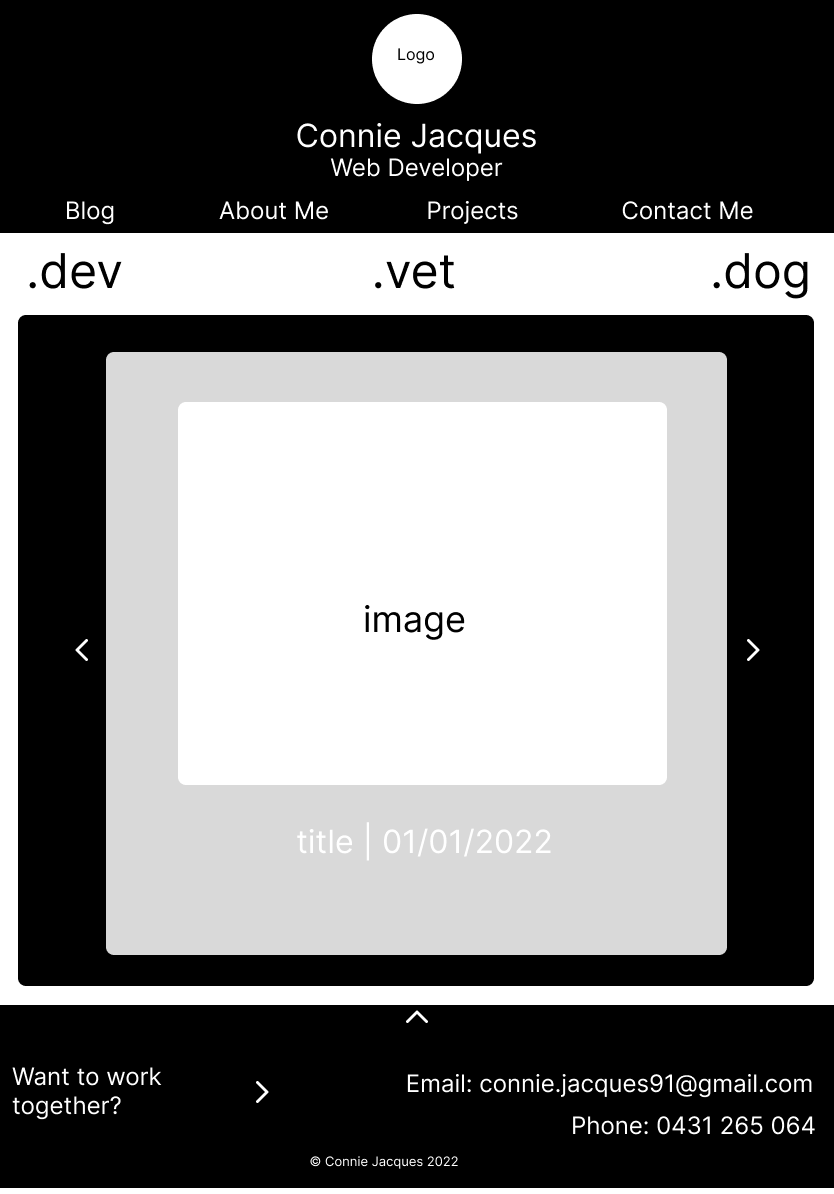 Logo
Connie Jacques
Web Developer
Blog About Me Projects Contact Me
.dev .vet .dog
image
title | 01/01/2022
Want to work
together?
Email: connie.jacques91@gmail.com
Phone: 0431 265 064
© Connie Jacques 2022